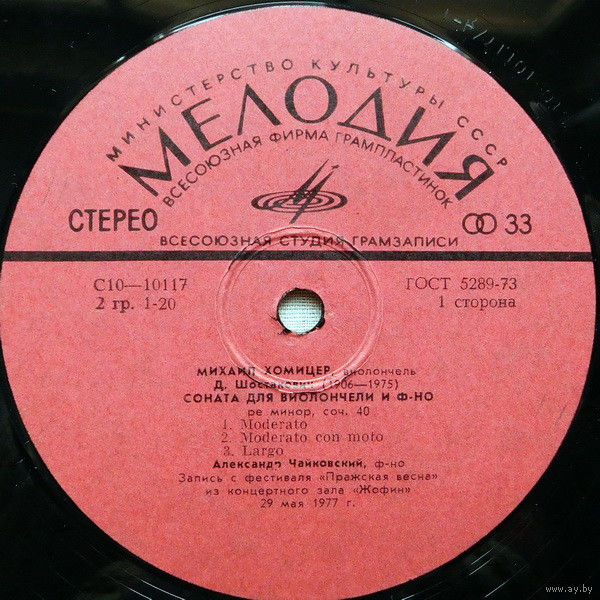 МИНИСТЕРСТВО КУЛЬТУРЫ СССР
МЕЛОДИЯ
ВСЕСОЮЗНАЯ ФИРМА ГРАМПЛАСТИНОК
СТЕРЕО
33
ВСЕСОЮЗНАЯ СТУДИЯ ГРАМЗАПИСИ
С10—10117
ГОСТ 5289-73
2 гр. 1-20
1 сторона
МИХАИЛ ХОМИЦЕР, виолончель
Д. Шостакович (1906—1975)
СОНАТА ДЛЯ ВИОЛОНЧЕЛИ И Ф-НО
ре минор, соч. 40
1. Moderato
2. Moderato con moto
3. Largo
Александр Чайковский, ф-но
Запись с фестиваля «Пражская весна»
из концертного зала «Жофин»
29 мая 1977 г.
www.ay.by